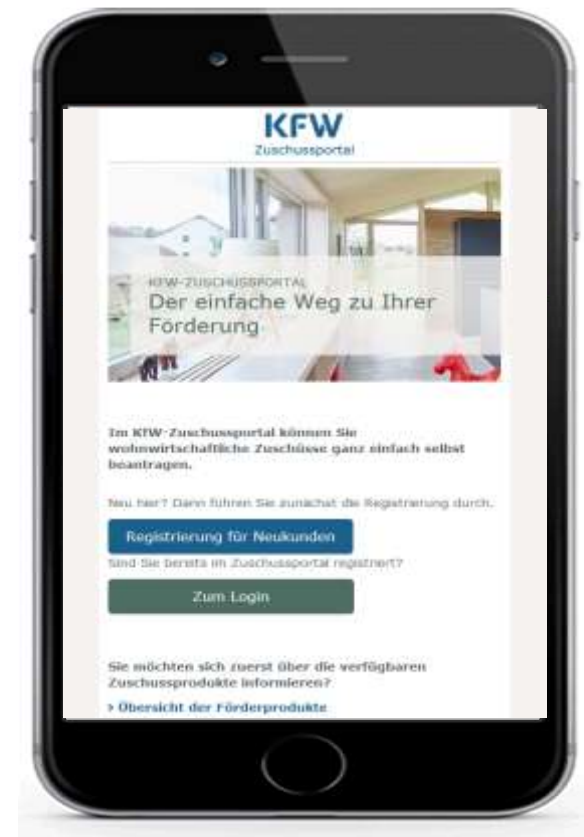 KFW
Zuschussportal
KFW-ZUSCHUSSPORTAL
Der einfache Weg zu Ihrer
Förderung
Im KfW-Zuschussportal können Sie
wohnwirtschaftliche Zuschüsse ganz einfach selbst
beantragen.
Neu hier? Dann führen Sie zunächst die Registrierung durch.
Registrierung für Neukunden
Sind Sie bereits im Zuschussportal registriert?
Zum Login
Sie möchten sich zuerst über die verfügbaren
Zuschussprodukte informieren?
› Übersicht der Förderprodukte